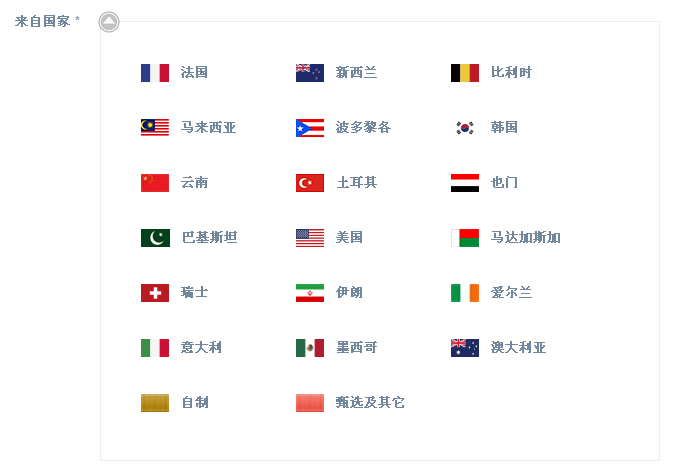 来自国家 *
法国 新西兰 比利时
马来西亚 波多黎各 韩国
云南 土耳其 也门
巴基斯坦 美国 马达加斯加
瑞士 伊朗 爱尔兰
意大利 墨西哥 澳大利亚
自制 甄选及其它